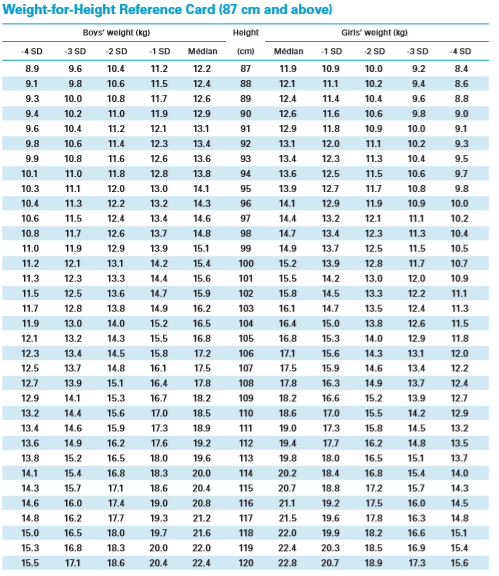 Weight-for-Height Reference Card (87 cm and above)
Boys' weight (kg) Height Girls' weight (kg)
-4 SD -3 SD -2 SD -1 SD Médian (cm) Médian -1 SD -2 SD -3 SD -4 SD
8.9 9.6 10.4 11.2 12.2 87 11.9 10.9 10.0 9.2 8.4
9.1 9.8 10.6 11.5 12.4 88 12.1 11.1 10.2 9.4 8.6
9.3 10.0 10.8 11.7 12.6 89 12.4 11.4 10.4 9.6 8.8
9.4 10.2 11.0 11.9 12.9 90 12.6 11.6 10.6 9.8 9.0
9.6 10.4 11.2 12.1 13.1 91 12.9 11.8 10.9 10.0 9.1
9.8 10.6 11.4 12.3 13.4 92 13.1 12.0 11.1 10.2 9.3
9.9 10.8 11.6 12.6 13.6 93 13.4 12.3 11.3 10.4 9.5
10.1 11.0 11.8 12.8 13.8 94 13.6 12.5 11.5 10.6 9.7
10.3 11.1 12.0 13.0 14.1 95 13.9 12.7 11.7 10.8 9.8
10.4 11.3 12.2 13.2 14.3 96 14.1 12.9 11.9 10.9 10.0
10.6 11.5 12.4 13.4 14.6 97 14.4 13.2 12.1 11.1 10.2
10.8 11.7 12.6 13.7 14.8 98 14.7 13.4 12.3 11.3 10.4
11.0 11.9 12.9 13.9 15.1 99 14.9 13.7 12.5 11.5 10.5
11.2 12.1 13.1 14.2 15.4 100 15.2 13.9 12.8 11.7 10.7
11.3 12.3 13.3 14.4 15.6 101 15.5 14.2 13.0 12.0 10.9
11.5 12.5 13.6 14.7 15.9 102 15.8 14.5 13.3 12.2 11.1
11.7 12.8 13.8 14.9 16.2 103 16.1 14.7 13.5 12.4 11.3
11.9 13.0 14.0 15.2 16.5 104 16.4 15.0 13.8 12.6 11.5
12.1 13.2 14.3 15.5 16.8 105 16.8 15.3 14.0 12.9 11.8
12.3 13.4 14.5 15.8 17.2 106 17.1 15.6 14.3 13.1 12.0
12.5 13.7 14.8 16.1 17.5 107 17.5 15.9 14.6 13.4 12.2
12.7 13.9 15.1 16.4 17.8 108 17.8 16.3 14.9 13.7 12.4
12.9 14.1 15.3 16.7 18.2 109 18.2 16.6 15.2 13.9 12.7
13.2 14.4 15.6 17.0 18.5 110 18.6 17.0 15.5 14.2 12.9
13.4 14.6 15.9 17.3 18.9 111 19.0 17.3 15.8 14.5 13.2
13.6 14.9 16.2 17.6 19.2 112 19.4 17.7 16.2 14.8 13.5
13.8 15.2 16.5 18.0 19.6 113 19.8 18.0 16.5 15.1 13.7
14.1 15.4 16.8 18.3 20.0 114 20.2 18.4 16.8 15.4 14.0
14.3 15.7 17.1 18.6 20.4 115 20.7 18.8 17.2 15.7 14.3
14.6 16.0 17.4 19.0 20.8 116 21.1 19.2 17.5 16.0 14.5
14.8 16.2 17.7 19.3 21.2 117 21.5 19.6 17.8 16.3 14.8
15.0 16.5 18.0 19.7 21.6 118 22.0 19.9 18.2 16.6 15.1
15.3 16.8 18.3 20.0 22.0 119 22.4 20.3 18.5 16.9 15.4
15.5 17.1 18.6 20.4 22.4 120 22.8 20.7 18.9 17.3 15.6